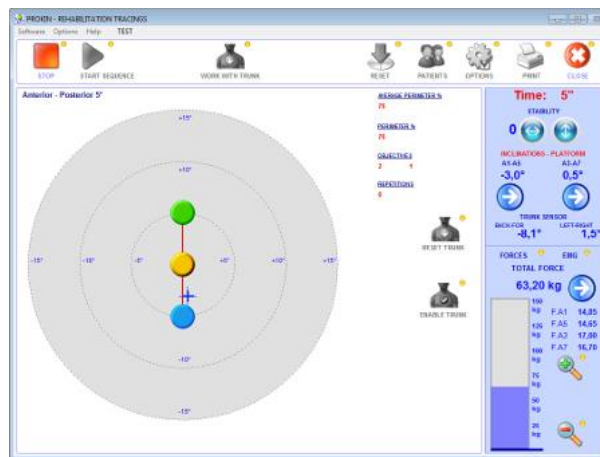 PROKIN - REHABILITATION TRACINGS
Software Options Help TEST
STOP START SEQUENCE WORK WITH TRUNK RESET PATIENTS OPTIONS PRINT CLOSE
Anterior - Posterior 5°
AVERAGE PERIMETER %
75
PERIMETER %
75
OBJECTIVES
2 1
REPETITIONS
0
+15°
+10°
-15° -10° -5° +5° +10° +15°
-10°
-15°
RESET TRUNK
ENABLE TRUNK
Time: 5"
STABILITY
0
INCLINATIONS - PLATFORM
A1-A5 A3-A7
-3,0° 0,5°
TRUNK SENSOR
BACK-FOR LEFT-RIGHT
-8,1° 1,5°
FORCES EMG
TOTAL FORCE
63,20 kg
150 kg
125 kg
100 kg
75 kg
50 kg
25 kg
F.A1 14,85
F.A5 14,65
F.A3 17,00
F.A7 16,70